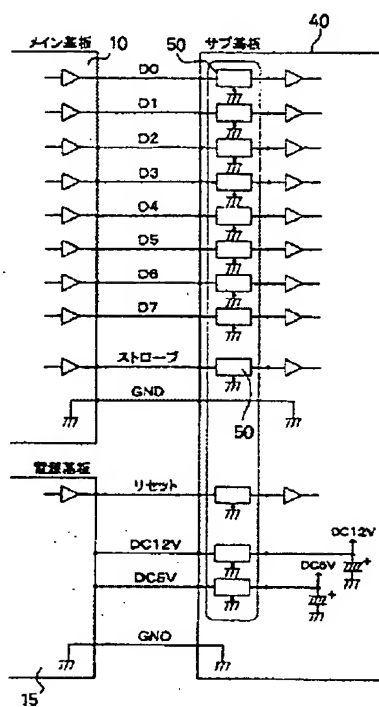 メイン基板 10 50 サブ基板 40
D0
D1
D2
D3
D4
D5
D6
D7
ストローブ
GND
50
電源基板
リセット
DC12V
DC12V
DC5V
DC5V
GND
15